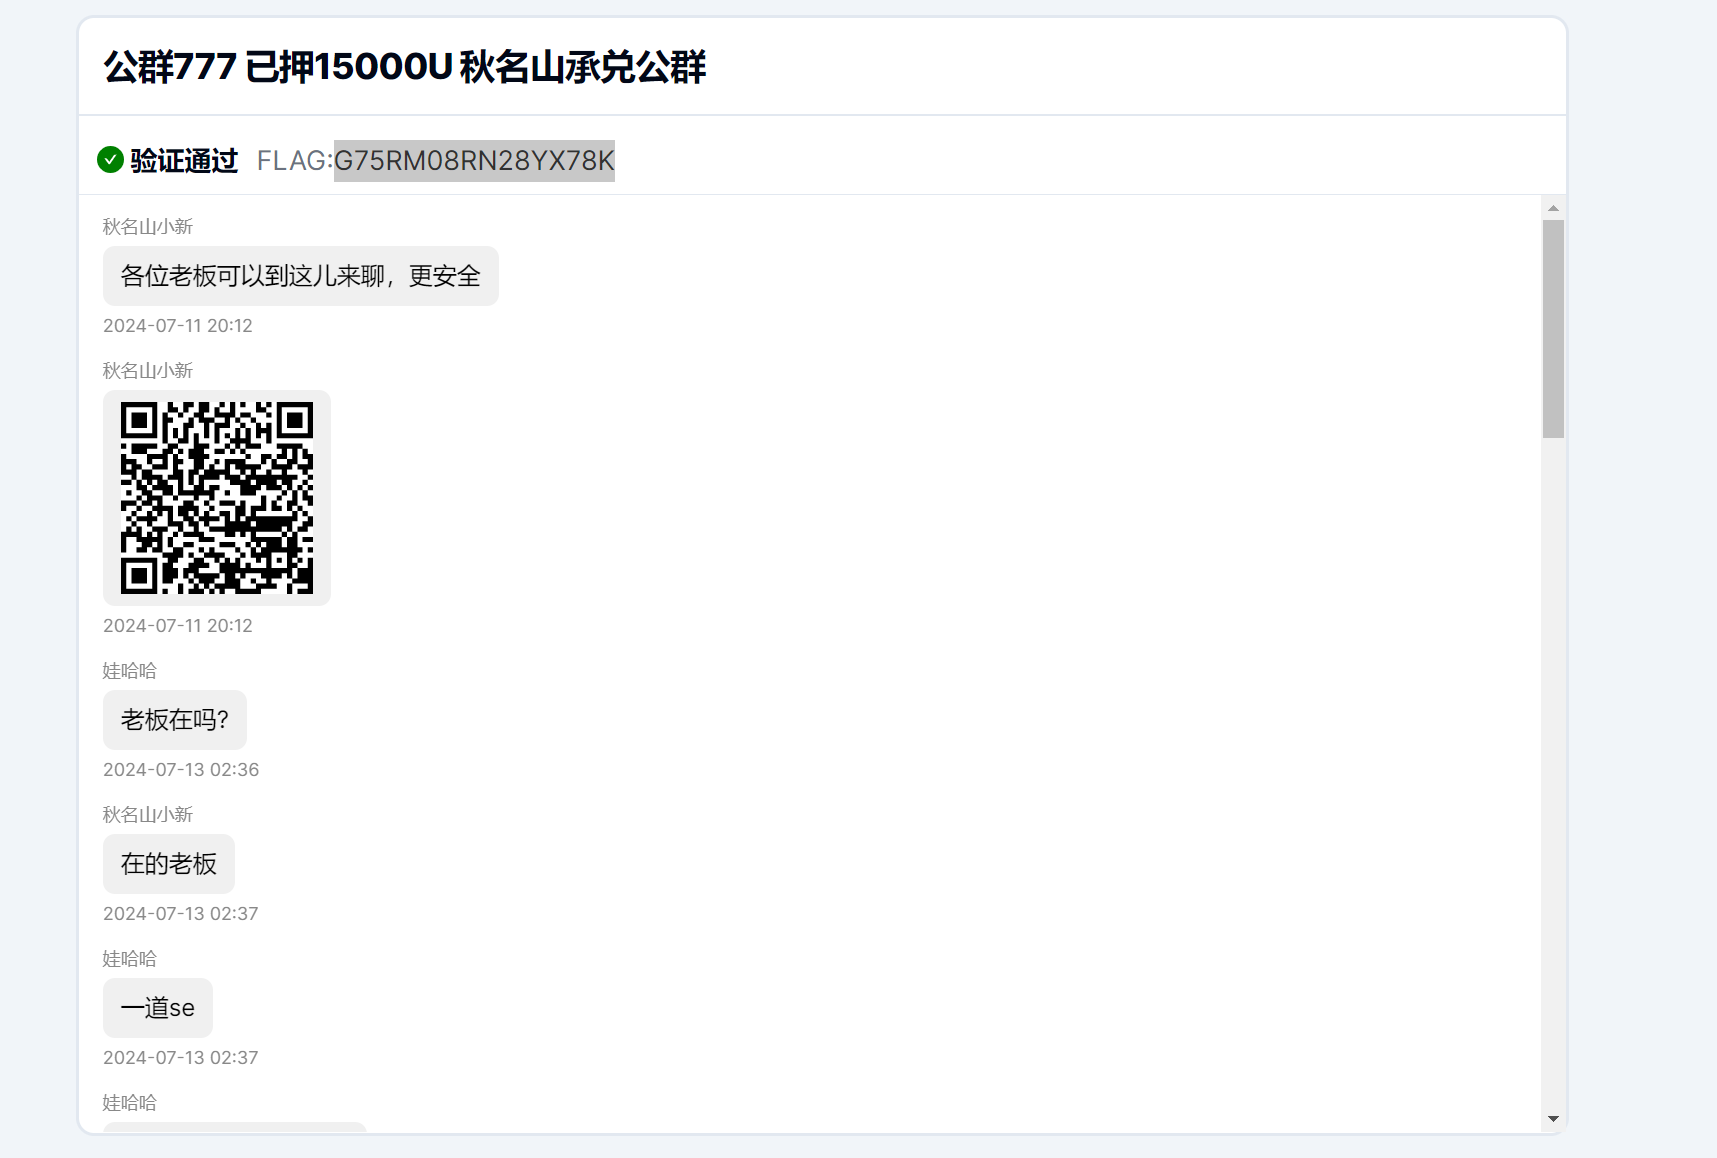 公群777 已押15000U 秋名山承兑公群
验证通过 FLAG:G75RM08RN28YX78K
秋名山小新
各位老板可以到这儿来聊，更安全
2024-07-11 20:12
秋名山小新
2024-07-11 20:12
娃哈哈
老板在吗?
2024-07-13 02:36
秋名山小新
在的老板
2024-07-13 02:37
娃哈哈
一道se
2024-07-13 02:37
娃哈哈